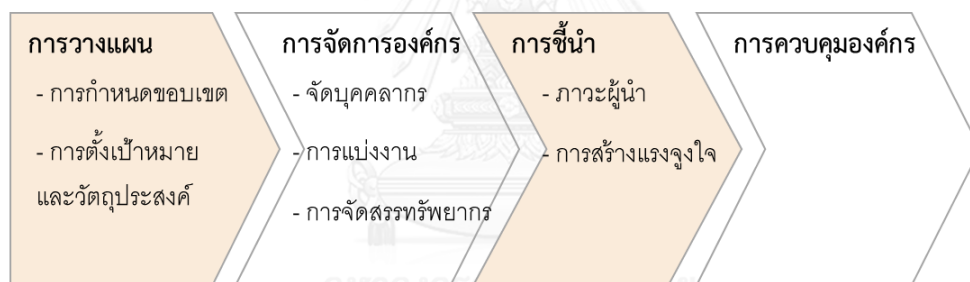 การวางแผน
- การกำหนดขอบเขต
- การตั้งเป้าหมาย
และวัตถุประสงค์
การจัดการองค์กร
- จัดบุคคลากร
- การแบ่งงาน
- การจัดสรรทรัพยากร
การชี้นำ
- ภาวะผู้นำ
- การสร้างแรงจูงใจ
การควบคุมองค์กร